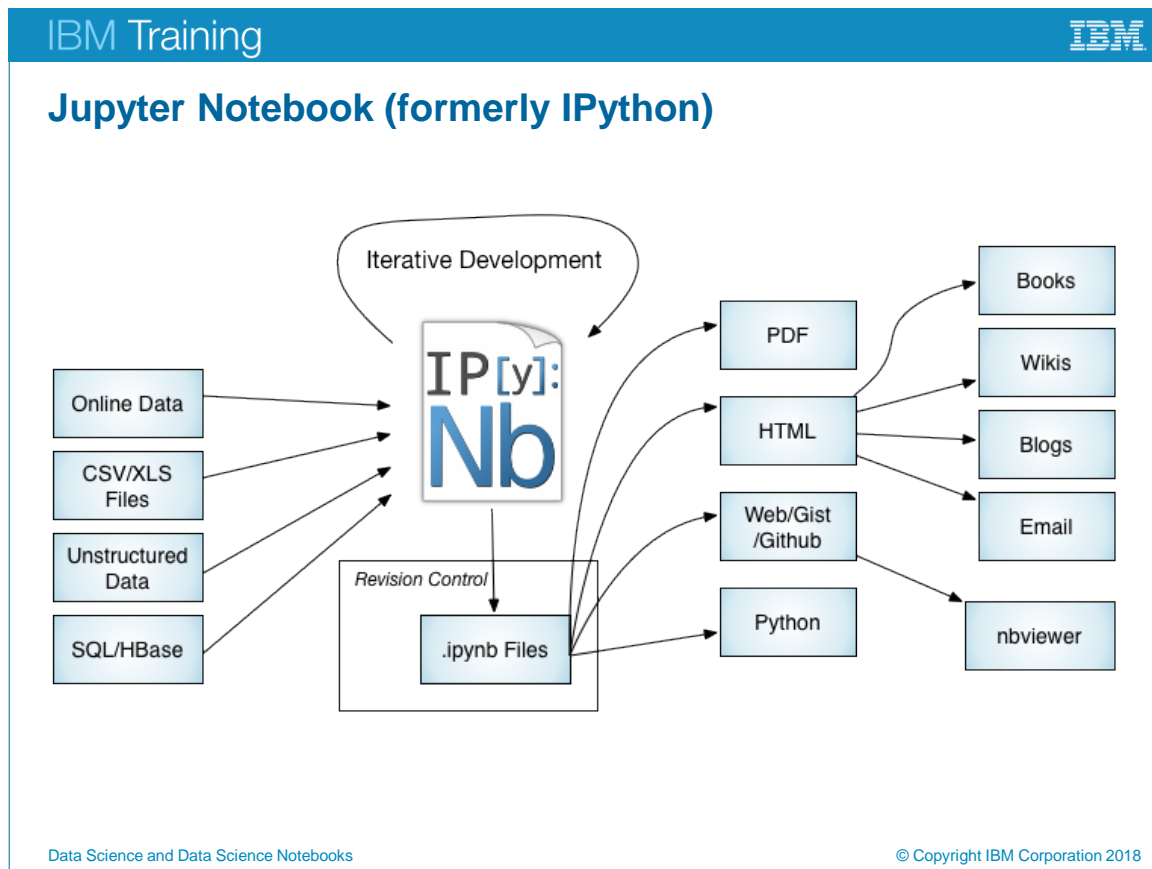 IBM Training
IBM
Jupyter Notebook (formerly IPython)
Iterative Development
IP[y]:
Nb
Online Data
CSV/XLS
Files
Unstructured
Data
SQL/HBase
Revision Control
.ipynb Files
PDF
HTML
Web/Gist
/Github
Python
Books
Wikis
Blogs
Email
nbviewer
Data Science and Data Science Notebooks
© Copyright IBM Corporation 2018